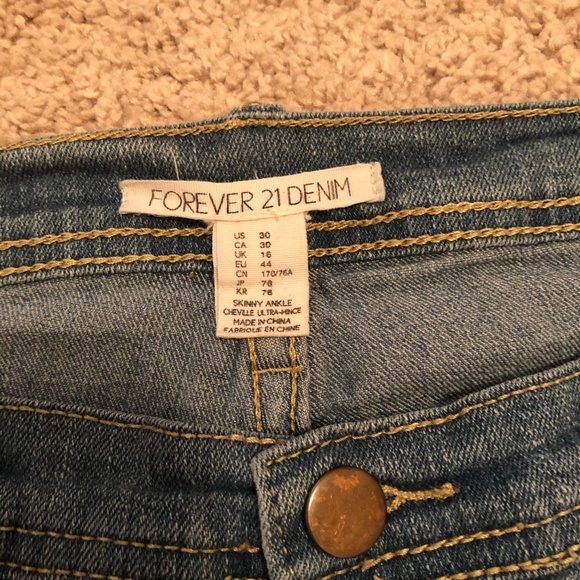 FOREVER 21 DENIM
US 30
CA 30
UK 16
EU 44
CN 170/76A
JP 76
KR 76
SKINNY ANKLE
CHEVILLE ULTRA-MINCE
MADE IN CHINA
FABRIQUE EN CHINE